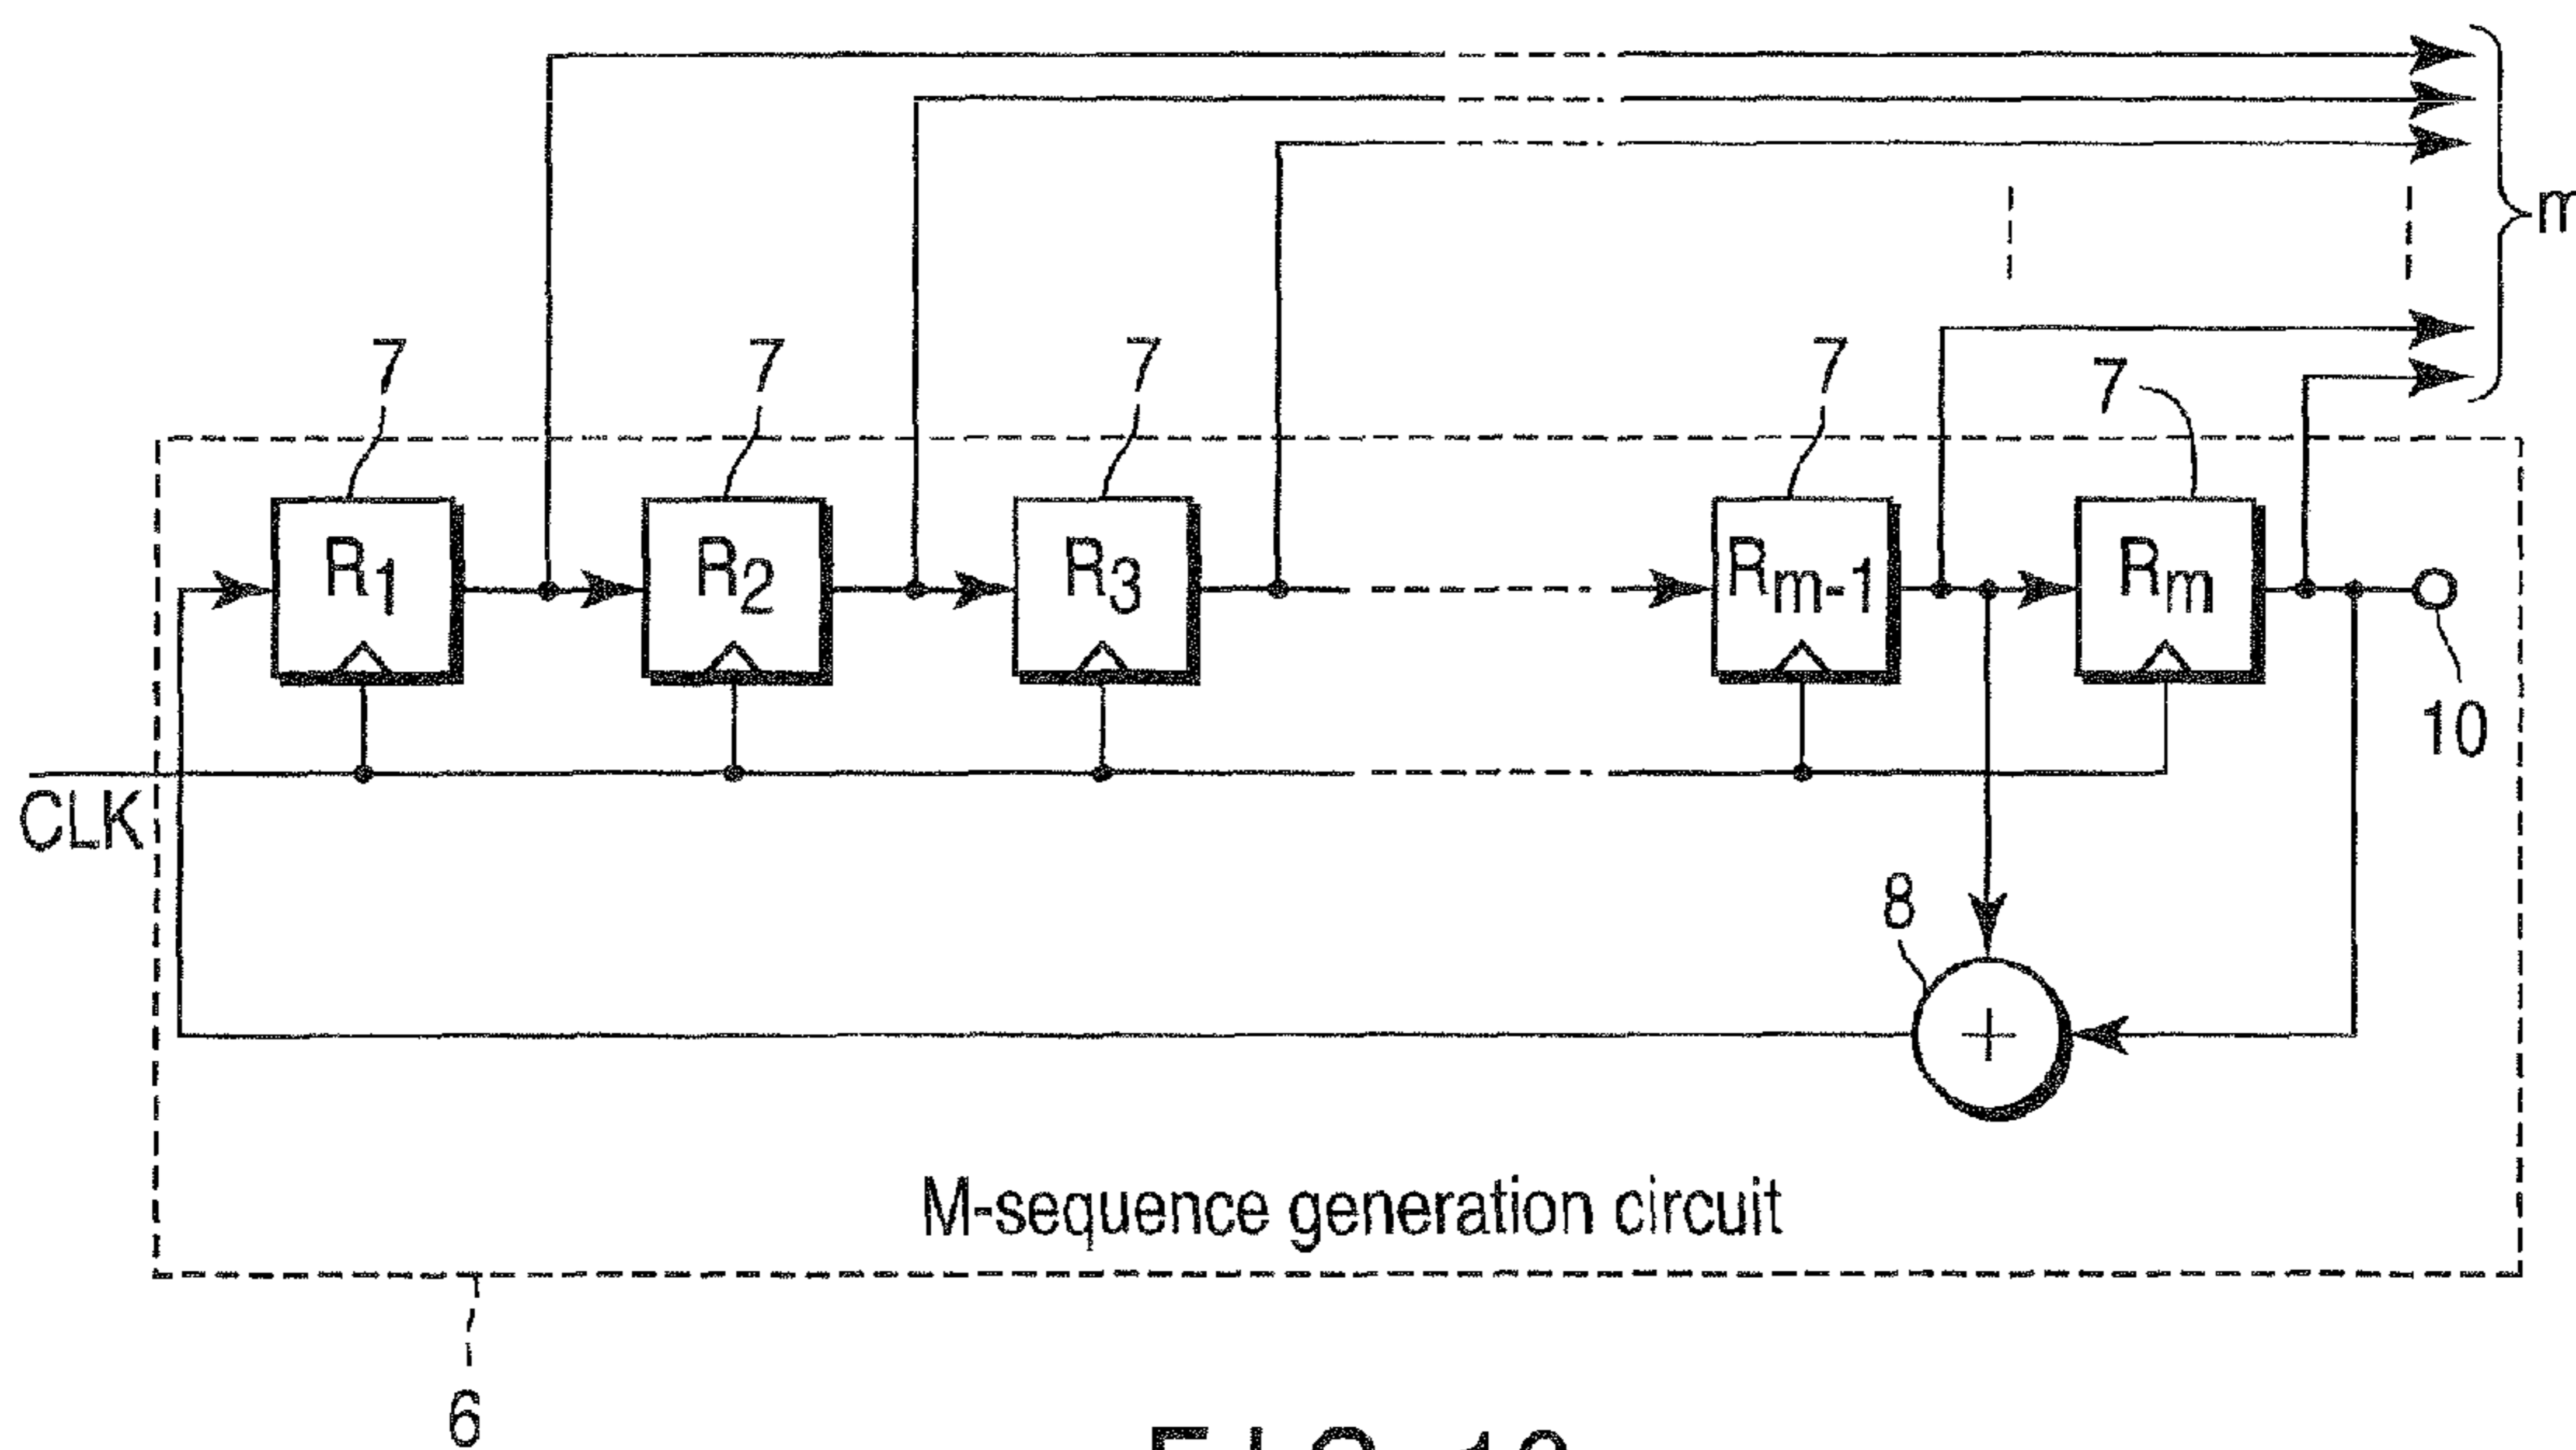 m
7 7 7 7 7
R1 R2 R3 Rm-1 Rm
10
CLK
8
+
M-sequence generation circuit
6